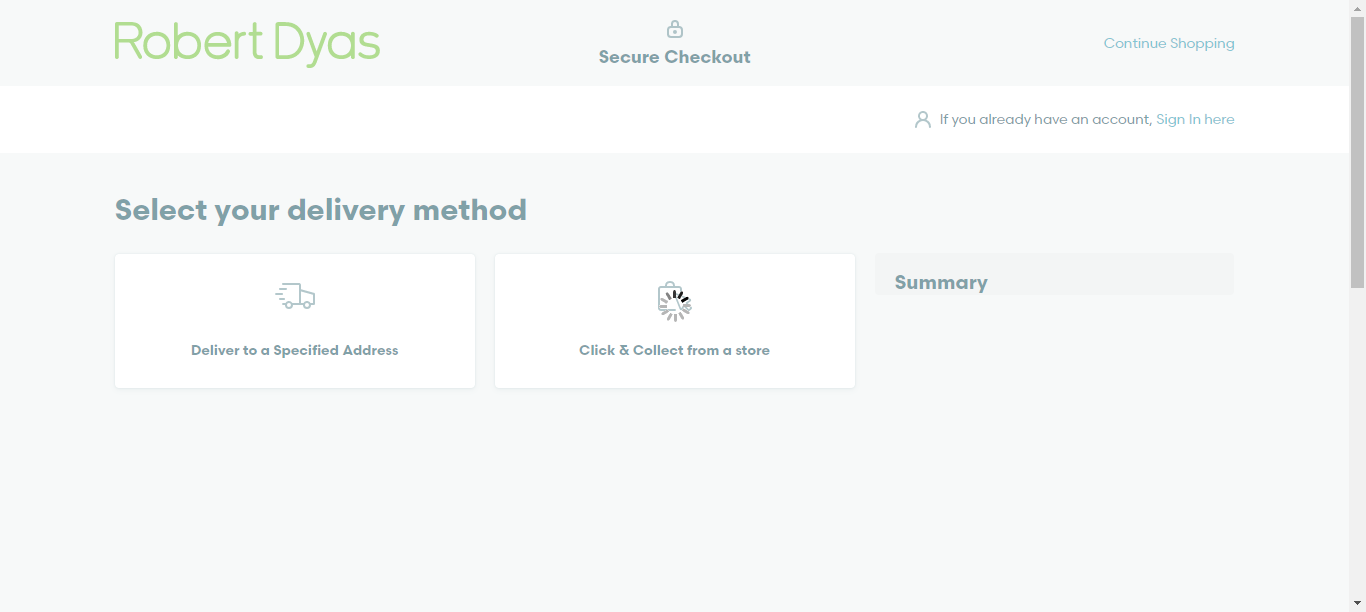 Robert Dyas
Secure Checkout
Continue Shopping
If you already have an account, Sign In here
Select your delivery method
Deliver to a Specified Address
Click & Collect from a store
Summary